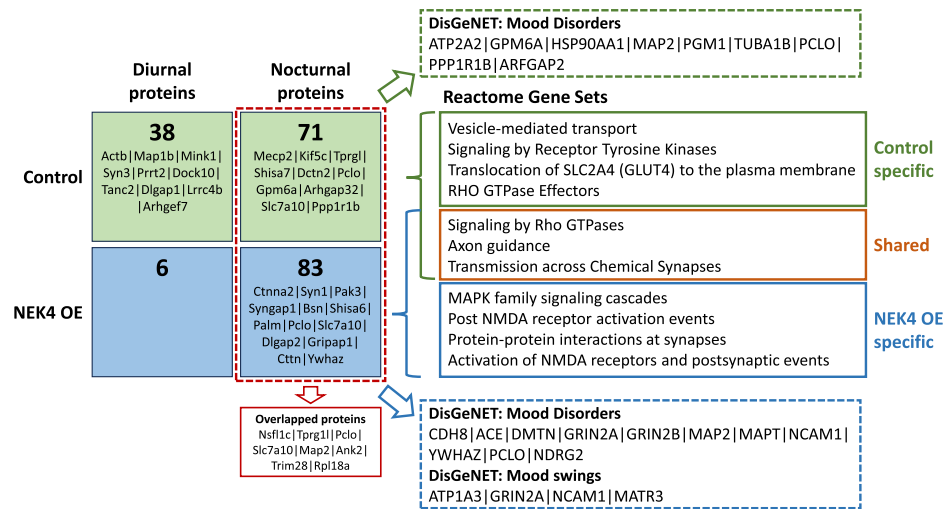 DisGeNET: Mood Disorders
ATP2A2|GPM6A|HSP90AA1|MAP2|PGM1|TUBA1B|PCLO|
PPP1R1B|ARFGAP2
Diurnal
proteins
Nocturnal
proteins
Control
38
Actb|Map1b|Mink1|
Syn3|Prrt2|Dock10|
Tanc2|Dlgap1|Lrrc4b
|Arhgef7
71
Mecp2|Kif5c|Tprgl|
Shisa7|Dctn2|Pclo|
Gpm6a|Arhgap32|
Slc7a10|Ppp1r1b
NEK4 OE
6
83
Ctnna2|Syn1|Pak3|
Syngap1|Bsn|Shisa6|
Palm|Pclo|Slc7a10|
Dlgap2|Gripap1|
Cttn|Ywhaz
Overlapped proteins
Nsfl1c|Tprg1l|Pclo|
Slc7a10|Map2|Ank2|
Trim28|Rpl18a
Reactome Gene Sets
Vesicle-mediated transport
Signaling by Receptor Tyrosine Kinases
Translocation of SLC2A4 (GLUT4) to the plasma membrane
RHO GTPase Effectors
Control
specific
Signaling by Rho GTPases
Axon guidance
Transmission across Chemical Synapses
Shared
MAPK family signaling cascades
Post NMDA receptor activation events
Protein-protein interactions at synapses
Activation of NMDA receptors and postsynaptic events
NEK4 OE
specific
DisGeNET: Mood Disorders
CDH8|ACE|DMTN|GRIN2A|GRIN2B|MAP2|MAPT|NCAM1|
YWHAZ|PCLO|NDRG2
DisGeNET: Mood swings
ATP1A3|GRIN2A|NCAM1|MATR3